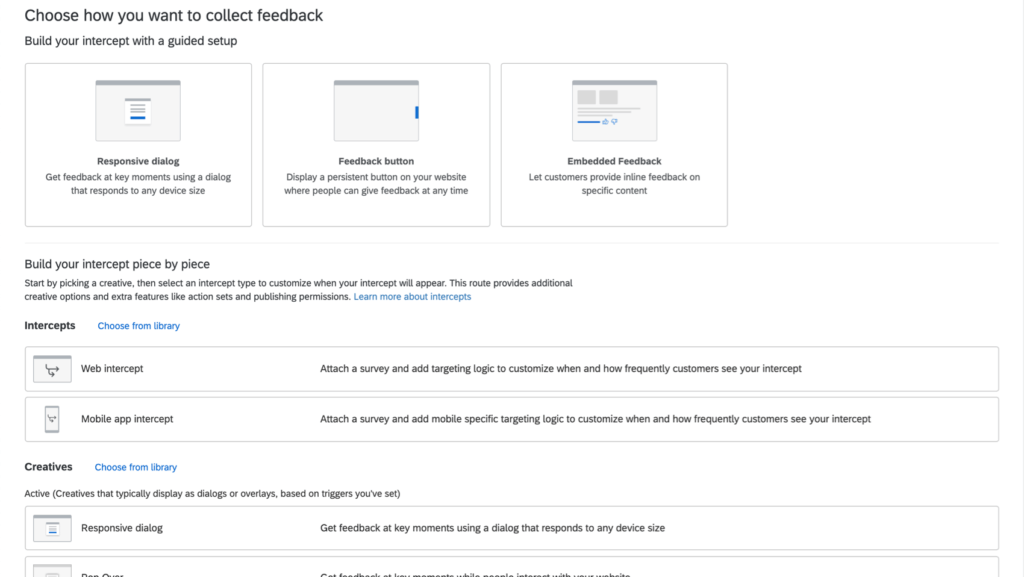 Choose how you want to collect feedback
Build your intercept with a guided setup
Responsive dialog
Get feedback at key moments using a dialog
that responds to any device size
Feedback button
Display a persistent button on your website
where people can give feedback at any time
Embedded Feedback
Let customers provide inline feedback on
specific content
Build your intercept piece by piece
Start by picking a creative, then select an intercept type to customize when your intercept will appear. This route provides additional
creative options and extra features like action sets and publishing permissions. Learn more about intercepts
Intercepts Choose from library
Web intercept Attach a survey and add targeting logic to customize when and how frequently customers see your intercept
Mobile app intercept Attach a survey and add mobile specific targeting logic to customize when and how frequently customers see your intercept
Creatives Choose from library
Active (Creatives that typically display as dialogs or overlays, based on triggers you've set)
Responsive dialog Get feedback at key moments using a dialog that responds to any device size
Pop Over Get feedback at key moments while people interact with your website